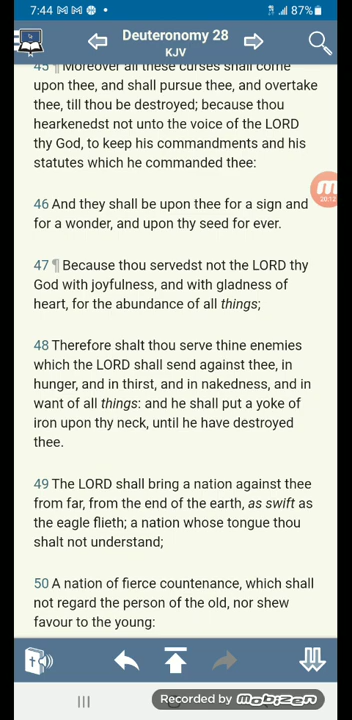 7:44
87%
Deuteronomy 28
KJV
45 ¶ Moreover all these curses shall come
upon thee, and shall pursue thee, and overtake
thee, till thou be destroyed; because thou
hearkenedst not unto the voice of the LORD
thy God, to keep his commandments and his
statutes which he commanded thee:
20:12
46 And they shall be upon thee for a sign and
for a wonder, and upon thy seed for ever.
47 ¶ Because thou servedst not the LORD thy
God with joyfulness, and with gladness of
heart, for the abundance of all things;
48 Therefore shalt thou serve thine enemies
which the LORD shall send against thee, in
hunger, and in thirst, and in nakedness, and in
want of all things: and he shall put a yoke of
iron upon thy neck, until he have destroyed
thee.
49 The LORD shall bring a nation against thee
from far, from the end of the earth, as swift as
the eagle flieth; a nation whose tongue thou
shalt not understand;
50 A nation of fierce countenance, which shall
not regard the person of the old, nor shew
favour to the young:
Recorded by mobizen